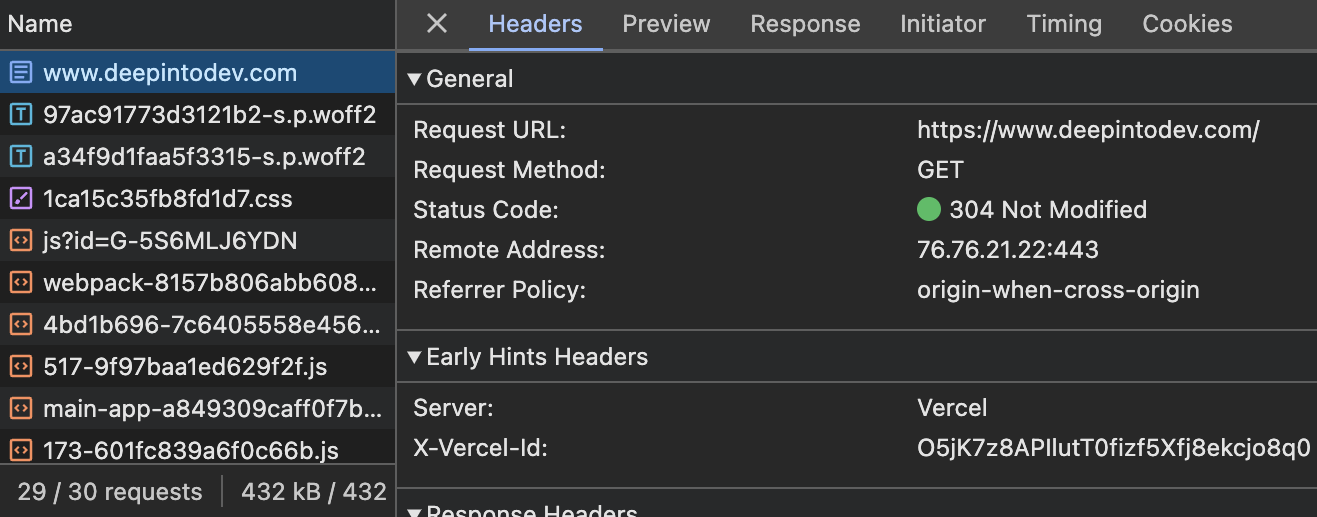 Name
www.deepintodev.com
97ac91773d3121b2-s.p.woff2
a34f9d1faa5f3315-s.p.woff2
1ca15c35fb8fd1d7.css
js?id=G-5S6MLJ6YDN
webpack-8157b806abb608...
4bd1b696-7c6405558e456...
517-9f97baa1ed629f2f.js
main-app-a849309caff0f7b...
173-601fc839a6f0c66b.js
29 / 30 requests
432 kB / 432
Headers Preview Response Initiator Timing Cookies
General
Request URL: https://www.deepintodev.com/
Request Method: GET
Status Code: 304 Not Modified
Remote Address: 76.76.21.22:443
Referrer Policy: origin-when-cross-origin
Early Hints Headers
Server: Vercel
X-Vercel-Id: O5jK7z8APIlutT0fizf5Xfj8ekcjo8q0
Response Headers